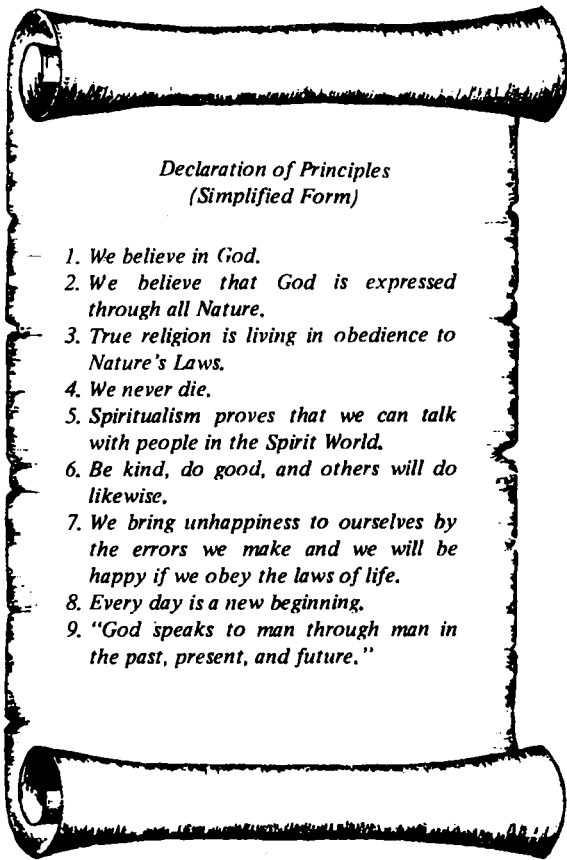 Declaration of Principles
(Simplified Form)
1. We believe in God.
2. We believe that God is expressed
through all Nature.
3. True religion is living in obedience to
Nature's Laws.
4. We never die.
5. Spiritualism proves that we can talk
with people in the Spirit World.
6. Be kind, do good, and others will do
likewise.
7. We bring unhappiness to ourselves by
the errors we make and we will be
happy if we obey the laws of life.
8. Every day is a new beginning.
9. "God speaks to man through man in
the past, present, and future."